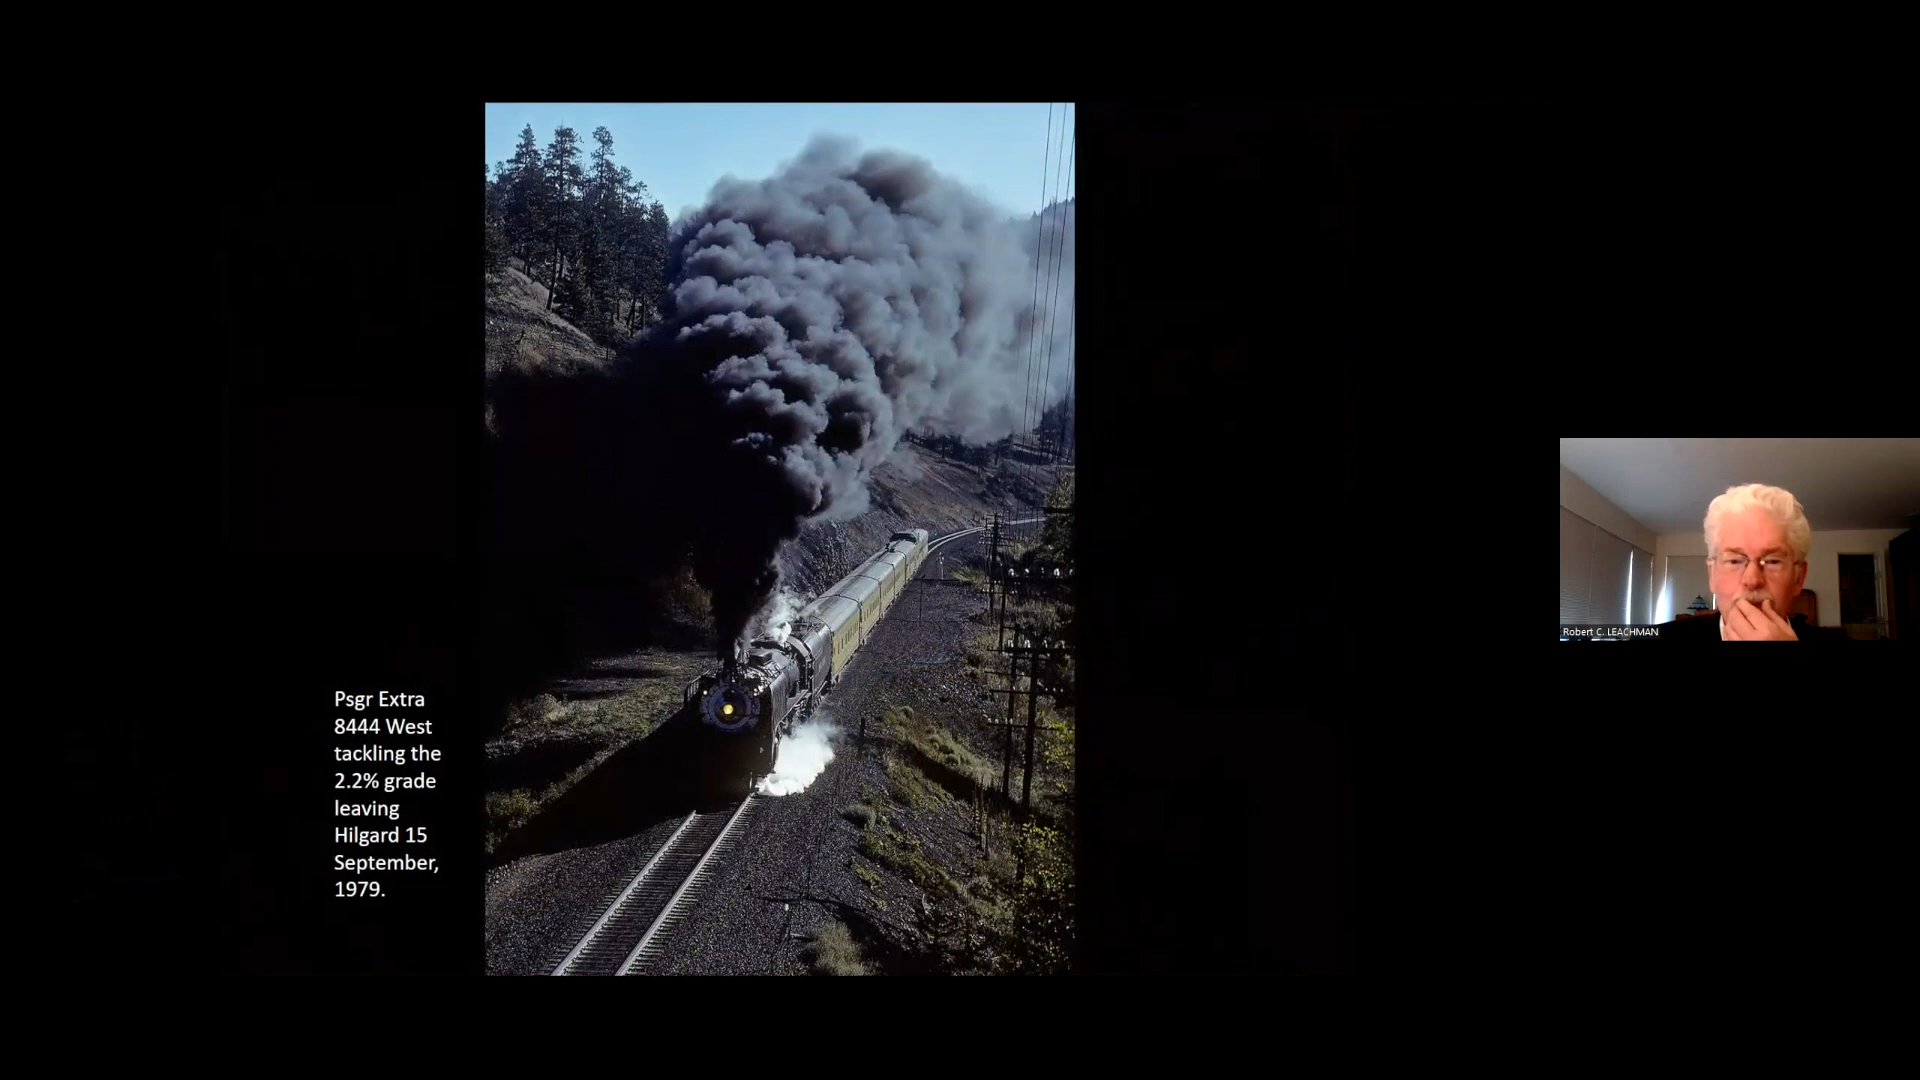 Psgr Extra
8444 West
tackling the
2.2% grade
leaving
Hilgard 15
September,
1979.
Robert C. LEACHMAN